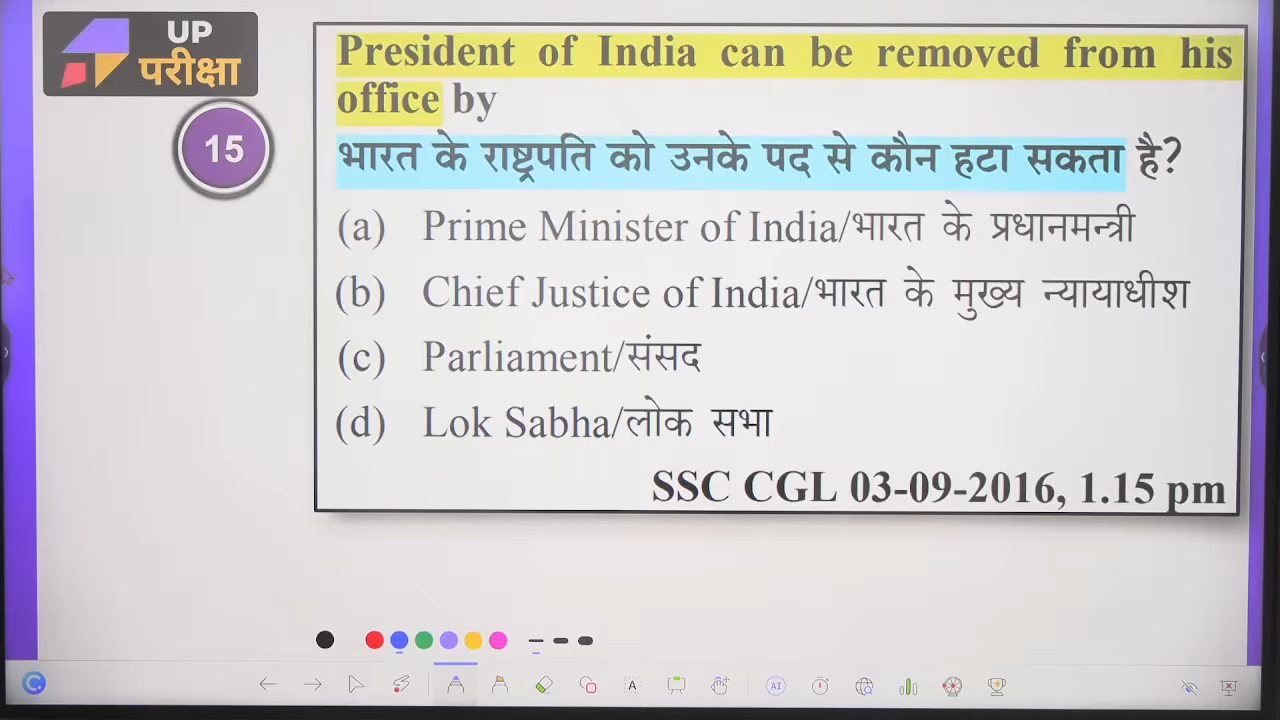 UP
परीक्षा
15
President of India can be removed from his
office by
भारत के राष्ट्रपति को उनके पद से कौन हटा सकता है?
(a) Prime Minister of India/भारत के प्रधानमन्त्री
(b) Chief Justice of India/भारत के मुख्य न्यायाधीश
(c) Parliament/संसद
(d) Lok Sabha/लोक सभा
SSC CGL 03-09-2016, 1.15 pm
A
AI